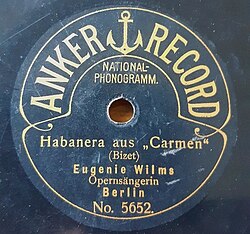 ANKER RECORD
NATIONAL-
PHONOGRAMM.
Habanera aus „Carmen“
(Bizet)
Eugenie Wilms
Opernsängerin
Berlin
No. 5652.